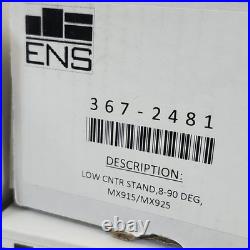 ENS
367-2481
DESCRIPTION:
LOW CNTR STAND,8-90 DEG,
MX915/MX925